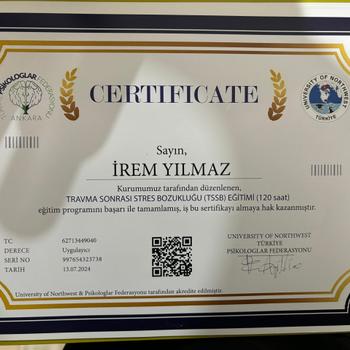 PSİKOLOGLAR FEDERASYONU
ANKARA
CERTIFICATE
UNIVERSITY OF NORTHWEST
TÜRKİYE
Sayın,
İREM YILMAZ
Kurumumuz tarafından düzenlenen,
TRAVMA SONRASI STRES BOZUKLUĞU (TSSB) EĞİTİMİ (120 saat)
eğitim programını başarı ile tamamlamış, iş bu sertifikayı almaya hak kazanmıştır.
TC 62713449040
DERECE Uygulayıcı
SERİ NO 997654323738
TARİH 13.07.2024
UNIVERSITY OF NORTHWEST
TÜRKİYE
PSİKOLOGLAR FEDERASYONU
University of Northwest & Psikologlar Federasyonu tarafından akredite edilmiştir.